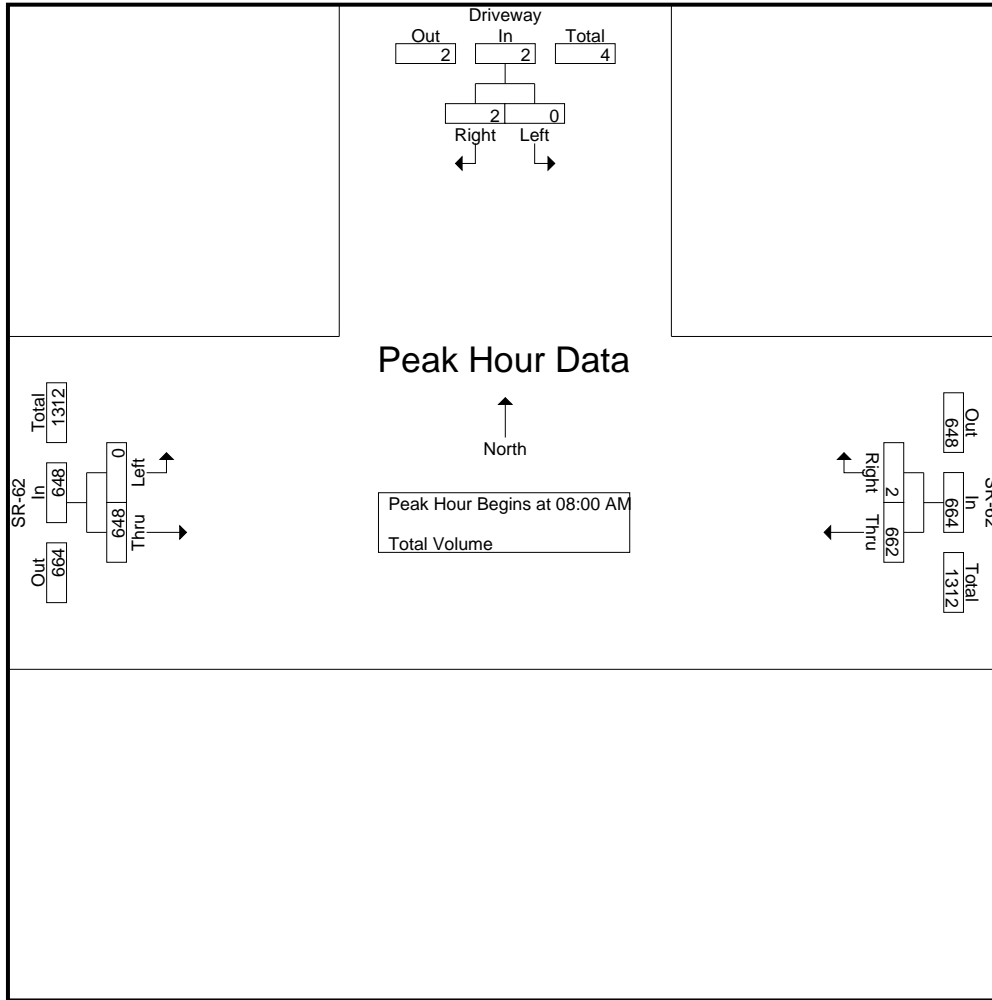 Driveway
Out In Total
2 2 4
2 0
Right Left
Peak Hour Data
North
Peak Hour Begins at 08:00 AM
Total Volume
SR-62
Out In Total
664 648 1312
Left
0
Thru
648
SR-62
Out In Total
648 664 1312
Right
2
Thru
662